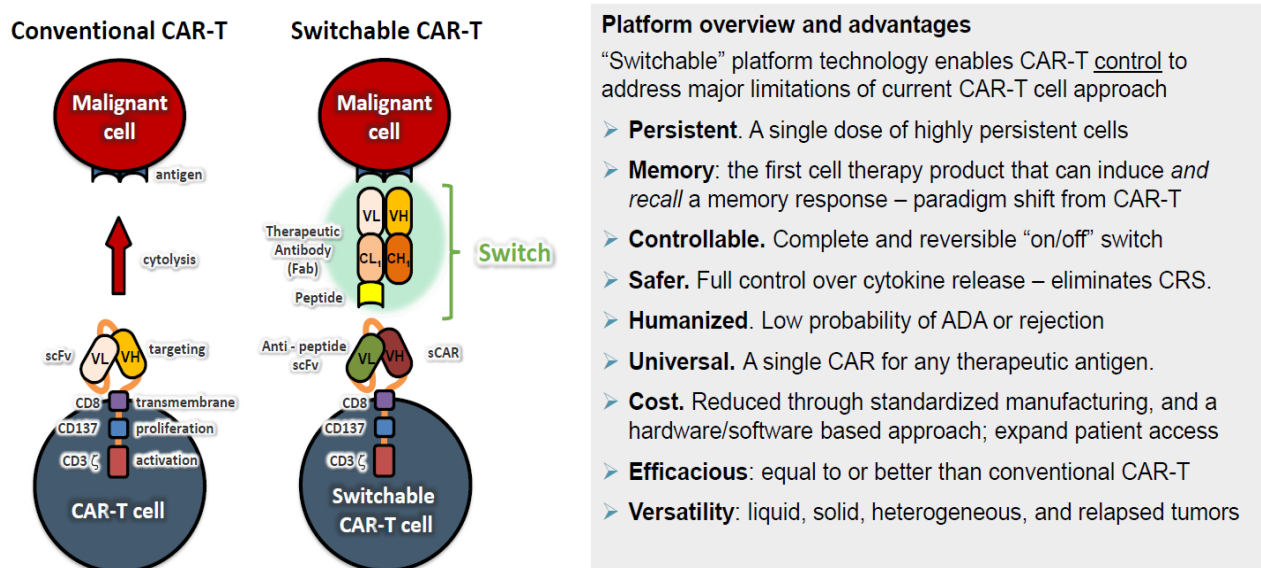 Conventional CAR-T
Malignant
cell
antigen
cytolysis
scFv
VL
VH
targeting
CD8
transmembrane
CD137
proliferation
CD3 ζ
activation
CAR-T cell
Switchable CAR-T
Malignant
cell
VL
VH
Therapeutic
Antibody
(Fab)
CL1
CH1
Switch
Peptide
Anti - peptide
scFv
VL
VH
sCAR
CD8
CD137
CD3 ζ
Switchable
CAR-T cell
Platform overview and advantages
“Switchable” platform technology enables CAR-T control to
address major limitations of current CAR-T cell approach
➢ Persistent. A single dose of highly persistent cells
➢ Memory: the first cell therapy product that can induce and
recall a memory response – paradigm shift from CAR-T
➢ Controllable. Complete and reversible “on/off” switch
➢ Safer. Full control over cytokine release – eliminates CRS.
➢ Humanized. Low probability of ADA or rejection
➢ Universal. A single CAR for any therapeutic antigen.
➢ Cost. Reduced through standardized manufacturing, and a
hardware/software based approach; expand patient access
➢ Efficacious: equal to or better than conventional CAR-T
➢ Versatility: liquid, solid, heterogeneous, and relapsed tumors